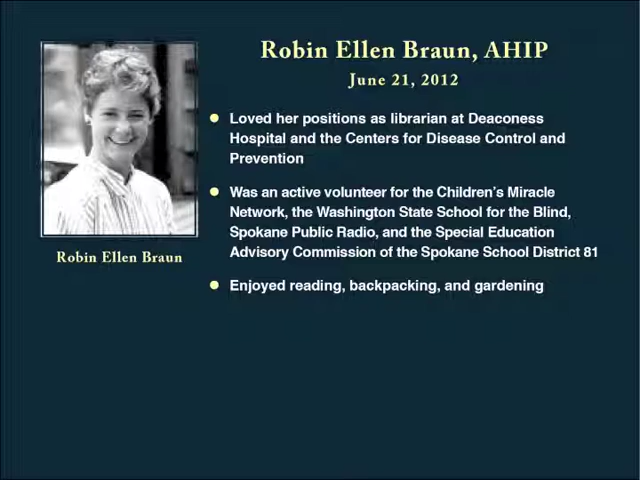 Robin Ellen Braun, AHIP
June 21, 2012
Loved her positions as librarian at Deaconess
Hospital and the Centers for Disease Control and
Prevention
Was an active volunteer for the Children's Miracle
Network, the Washington State School for the Blind,
Spokane Public Radio, and the Special Education
Advisory Commission of the Spokane School District 81
Enjoyed reading, backpacking, and gardening
Robin Ellen Braun